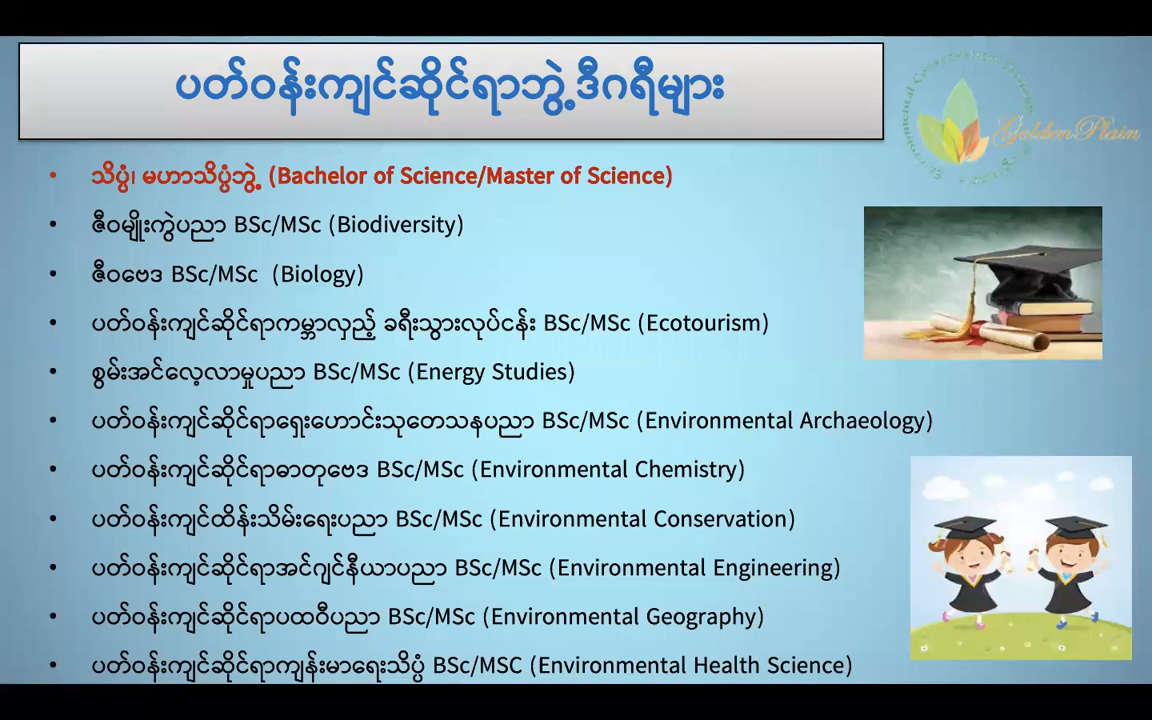 ပတ်ဝန်းကျင်ဆိုင်ရာဘွဲ့ဒီဂရီများ
GoldenPlain
• သိပ္ပံ၊ မဟာသိပ္ပံဘွဲ့ (Bachelor of Science/Master of Science)
• ဇီဝမျိုးကွဲပညာ BSc/MSc (Biodiversity)
• ဇီဝဗေဒ BSc/MSc (Biology)
• ပတ်ဝန်းကျင်ဆိုင်ရာကမ္ဘာလှည့် ခရီးသွားလုပ်ငန်း BSc/MSc (Ecotourism)
• စွမ်းအင်လေ့လာမှုပညာ BSc/MSc (Energy Studies)
• ပတ်ဝန်းကျင်ဆိုင်ရာရှေးဟောင်းသုတေသနပညာ BSc/MSc (Environmental Archaeology)
• ပတ်ဝန်းကျင်ဆိုင်ရာဓာတုဗေဒ BSc/MSc (Environmental Chemistry)
• ပတ်ဝန်းကျင်ထိန်းသိမ်းရေးပညာ BSc/MSc (Environmental Conservation)
• ပတ်ဝန်းကျင်ဆိုင်ရာအင်ဂျင်နီယာပညာ BSc/MSc (Environmental Engineering)
• ပတ်ဝန်းကျင်ဆိုင်ရာပထဝီပညာ BSc/MSc (Environmental Geography)
• ပတ်ဝန်းကျင်ဆိုင်ရာကျန်းမာရေးသိပ္ပံ BSc/MSC (Environmental Health Science)